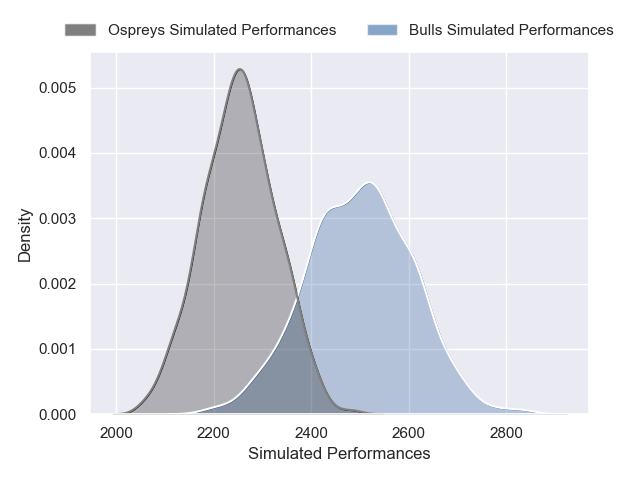 Ospreys Simulated Performances
Bulls Simulated Performances
0.005
0.004
0.003
0.002
0.001
0.000
Density
2000
2200
2400
2600
2800
Simulated Performances